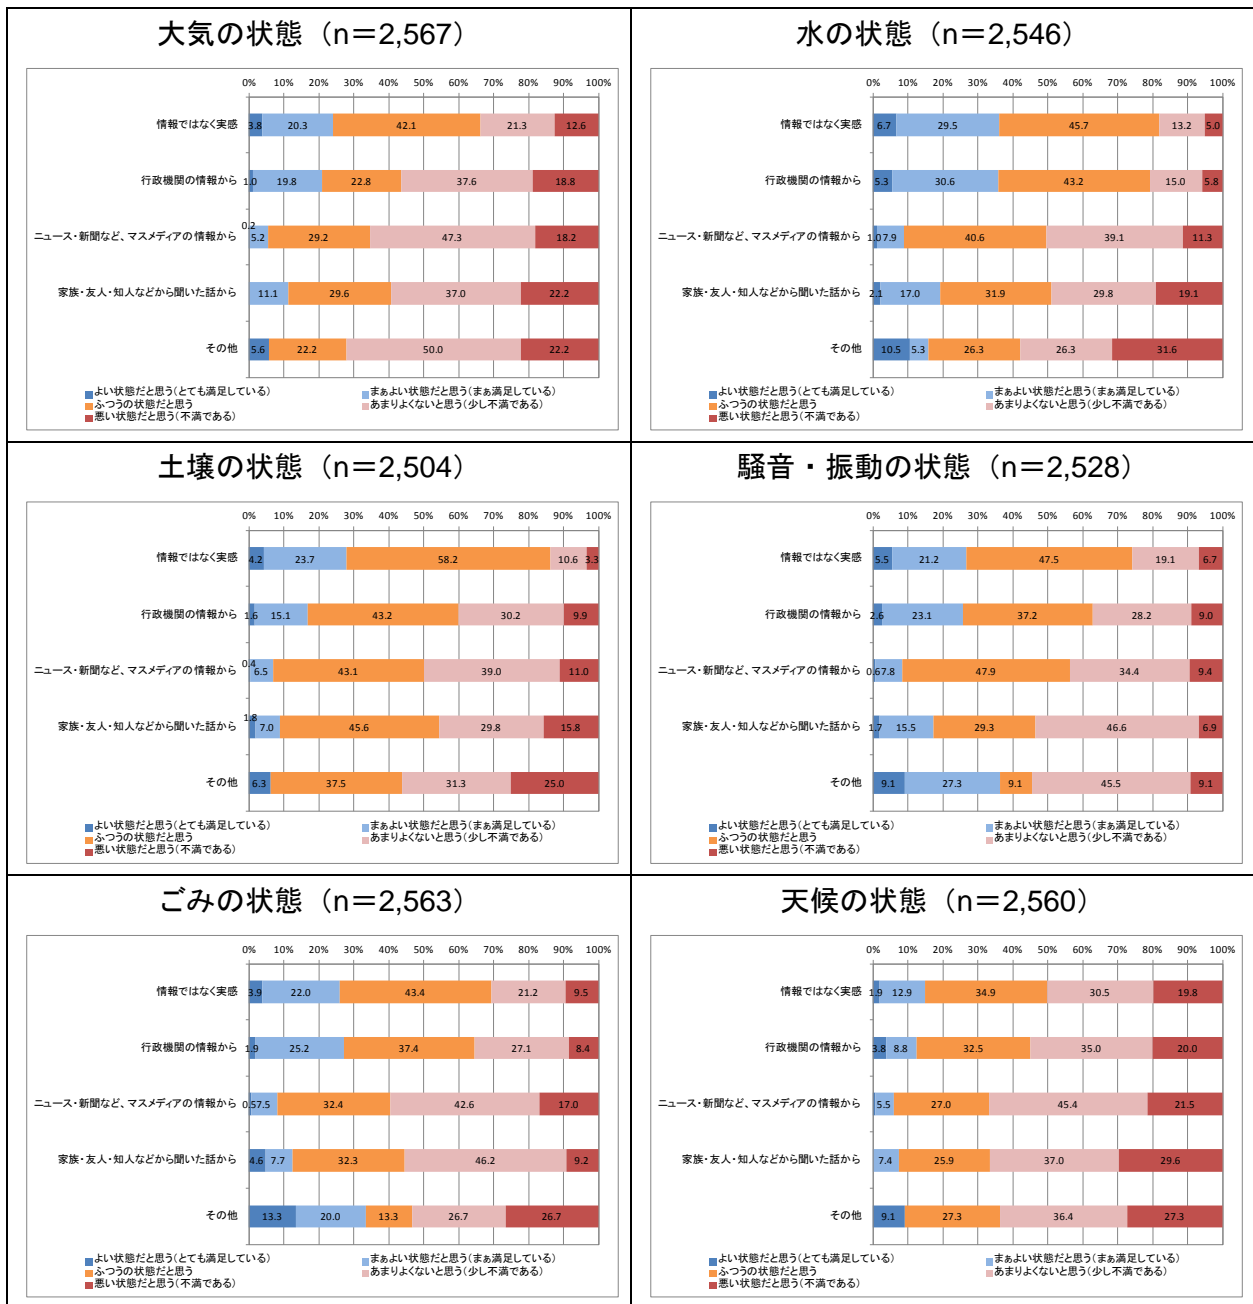 大気の状態（n＝2,567）
0% 10% 20% 30% 40% 50% 60% 70% 80% 90% 100%
情報ではなく実感 3.8 20.3 42.1 21.3 12.6
行政機関の情報から 1.0 19.8 22.8 37.6 18.8
ニュース・新聞など、マスメディアの情報から 0.2 5.2 29.2 47.3 18.2
家族・友人・知人などから聞いた話から 11.1 29.6 37.0 22.2
その他 5.6 22.2 50.0 22.2
よい状態だと思う（とても満足している） まぁよい状態だと思う（まぁ満足している）
ふつうの状態だと思う あまりよくないと思う（少し不満である）
悪い状態だと思う（不満である）
水の状態（n＝2,546）
0% 10% 20% 30% 40% 50% 60% 70% 80% 90% 100%
情報ではなく実感 6.7 29.5 45.7 13.2 5.0
行政機関の情報から 5.3 30.6 43.2 15.0 5.8
ニュース・新聞など、マスメディアの情報から 1.0 7.9 40.6 39.1 11.3
家族・友人・知人などから聞いた話から 2.1 17.0 31.9 29.8 19.1
その他 10.5 5.3 26.3 26.3 31.6
よい状態だと思う（とても満足している） まぁよい状態だと思う（まぁ満足している）
ふつうの状態だと思う あまりよくないと思う（少し不満である）
悪い状態だと思う（不満である）
土壌の状態（n＝2,504）
0% 10% 20% 30% 40% 50% 60% 70% 80% 90% 100%
情報ではなく実感 4.2 23.7 58.2 10.6 3.3
行政機関の情報から 1.6 15.1 43.2 30.2 9.9
ニュース・新聞など、マスメディアの情報から 0.4 6.5 43.1 39.0 11.0
家族・友人・知人などから聞いた話から 1.8 7.0 45.6 29.8 15.8
その他 6.3 37.5 31.3 25.0
よい状態だと思う（とても満足している） まぁよい状態だと思う（まぁ満足している）
ふつうの状態だと思う あまりよくないと思う（少し不満である）
悪い状態だと思う（不満である）
騒音・振動の状態（n＝2,528）
0% 10% 20% 30% 40% 50% 60% 70% 80% 90% 100%
情報ではなく実感 5.5 21.2 47.5 19.1 6.7
行政機関の情報から 2.6 23.1 37.2 28.2 9.0
ニュース・新聞など、マスメディアの情報から 0.6 7.8 47.9 34.4 9.4
家族・友人・知人などから聞いた話から 1.7 15.5 29.3 46.6 6.9
その他 9.1 27.3 9.1 45.5 9.1
よい状態だと思う（とても満足している） まぁよい状態だと思う（まぁ満足している）
ふつうの状態だと思う あまりよくないと思う（少し不満である）
悪い状態だと思う（不満である）
ごみの状態（n＝2,563）
0% 10% 20% 30% 40% 50% 60% 70% 80% 90% 100%
情報ではなく実感 3.9 22.0 43.4 21.2 9.5
行政機関の情報から 1.9 25.2 37.4 27.1 8.4
ニュース・新聞など、マスメディアの情報から 0.5 7.5 32.4 42.6 17.0
家族・友人・知人などから聞いた話から 4.6 7.7 32.3 46.2 9.2
その他 13.3 20.0 13.3 26.7 26.7
よい状態だと思う（とても満足している） まぁよい状態だと思う（まぁ満足している）
ふつうの状態だと思う あまりよくないと思う（少し不満である）
悪い状態だと思う（不満である）
天候の状態（n＝2,560）
0% 10% 20% 30% 40% 50% 60% 70% 80% 90% 100%
情報ではなく実感 1.9 12.9 34.9 30.5 19.8
行政機関の情報から 3.8 8.8 32.5 35.0 20.0
ニュース・新聞など、マスメディアの情報から 5.5 27.0 45.4 21.5
家族・友人・知人などから聞いた話から 7.4 25.9 37.0 29.6
その他 9.1 27.3 36.4 27.3
よい状態だと思う（とても満足している） まぁよい状態だと思う（まぁ満足している）
ふつうの状態だと思う あまりよくないと思う（少し不満である）
悪い状態だと思う（不満である）